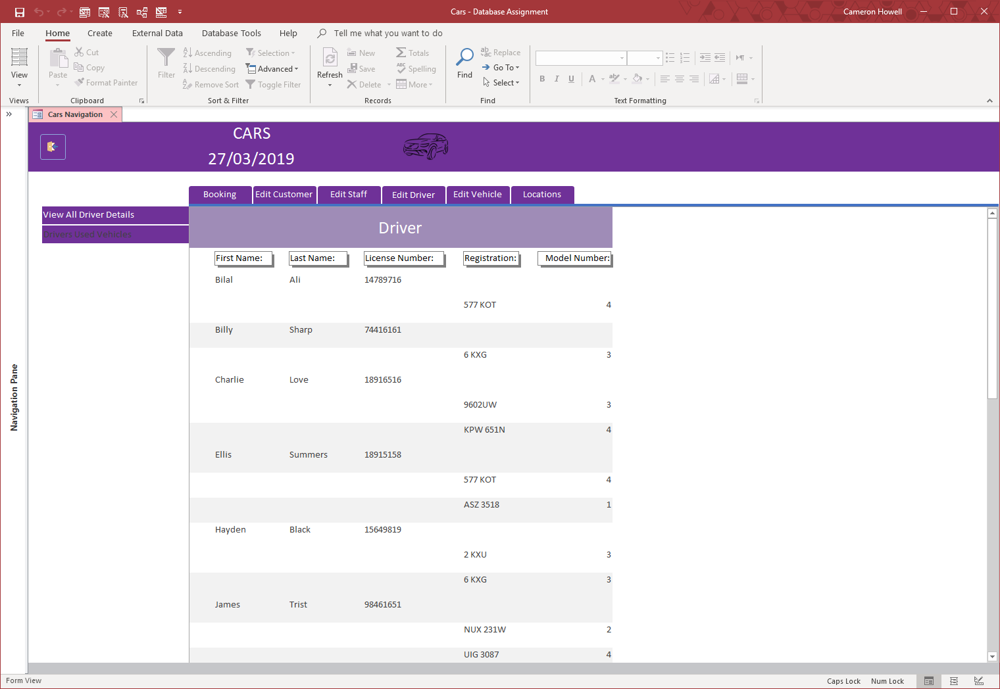 Cars - Database Assignment
Cameron Howell
File Home Create External Data Database Tools Help Tell me what you want to do
View
Views
Paste
Cut
Copy
Format Painter
Clipboard
Filter
Ascending
Descending
Remove Sort
Selection
Advanced
Toggle Filter
Sort & Filter
Refresh
New
Save
Delete
Totals
Spelling
More
Records
Find
Replace
Go To
Select
Find
B I U A
Text Formatting
Cars Navigation
Navigation Pane
CARS
27/03/2019
Booking Edit Customer Edit Staff Edit Driver Edit Vehicle Locations
View All Driver Details
Drivers Used Vehicles
Driver
First Name: Last Name: License Number: Registration: Model Number:
Bilal Ali 14789716
577 KOT 4
Billy Sharp 74416161
6 KXG 3
Charlie Love 18916516
9602UW 3
KPW 651N 4
Ellis Summers 18915158
577 KOT 4
ASZ 3518 1
Hayden Black 15649819
2 KXU 3
6 KXG 3
James Trist 98461651
NUX 231W 2
UIG 3087 4
Form View
Caps Lock Num Lock